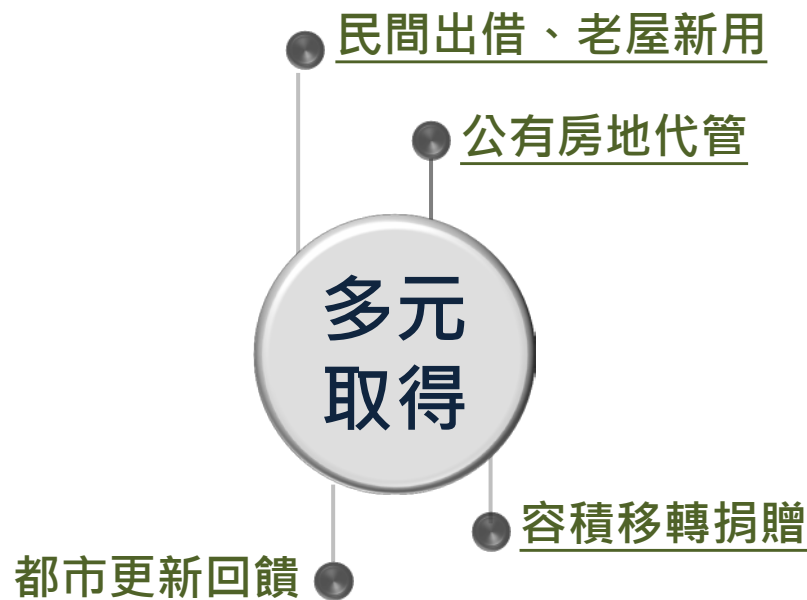 民間出借、老屋新用
公有房地代管
多元
取得
容積移轉捐贈
都市更新回饋